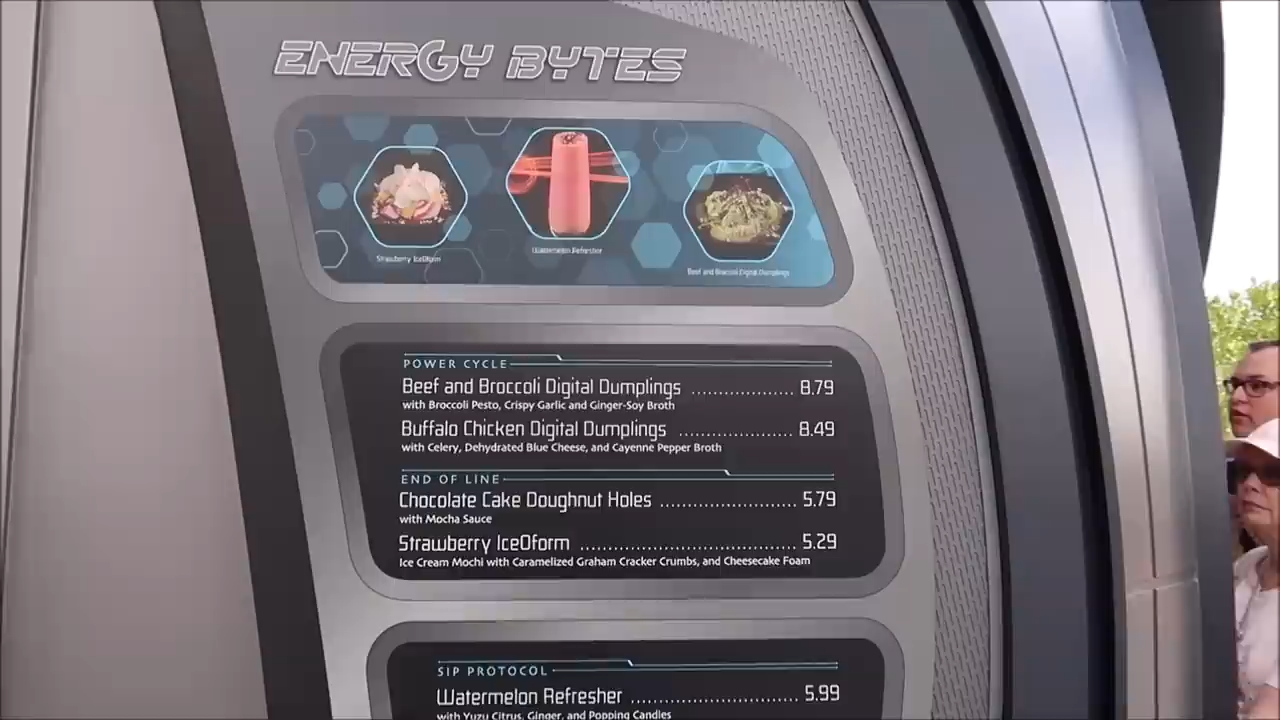 ENERGY BYTES
Strawberry IceOform
Watermelon Refresher
Beef and Broccoli Digital Dumplings
POWER CYCLE
Beef and Broccoli Digital Dumplings .................... 8.79
with Broccoli Pesto, Crispy Garlic and Ginger-Soy Broth
Buffalo Chicken Digital Dumplings ...................... 8.49
with Celery, Dehydrated Blue Cheese, and Cayenne Pepper Broth
END OF LINE
Chocolate Cake Doughnut Holes .......................... 5.79
with Mocha Sauce
Strawberry IceOform .......................................... 5.29
Ice Cream Mochi with Caramelized Graham Cracker Crumbs, and Cheesecake Foam
SIP PROTOCOL
Watermelon Refresher ................................ 5.99
with Yuzu Citrus, Ginger, and Popping Candies